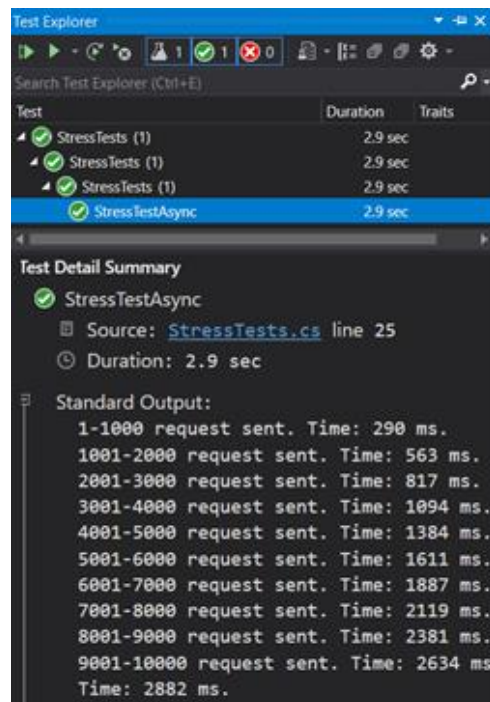 Test Explorer
1 1 0
Search Test Explorer (Ctrl+E)
Test Duration Traits
StressTests (1) 2.9 sec
StressTests (1) 2.9 sec
StressTests (1) 2.9 sec
StressTestAsync 2.9 sec
Test Detail Summary
StressTestAsync
Source: StressTests.cs line 25
Duration: 2.9 sec
Standard Output:
1-1000 request sent. Time: 290 ms.
1001-2000 request sent. Time: 563 ms.
2001-3000 request sent. Time: 817 ms.
3001-4000 request sent. Time: 1094 ms.
4001-5000 request sent. Time: 1384 ms.
5001-6000 request sent. Time: 1611 ms.
6001-7000 request sent. Time: 1887 ms.
7001-8000 request sent. Time: 2119 ms.
8001-9000 request sent. Time: 2381 ms.
9001-10000 request sent. Time: 2634 ms
Time: 2882 ms.